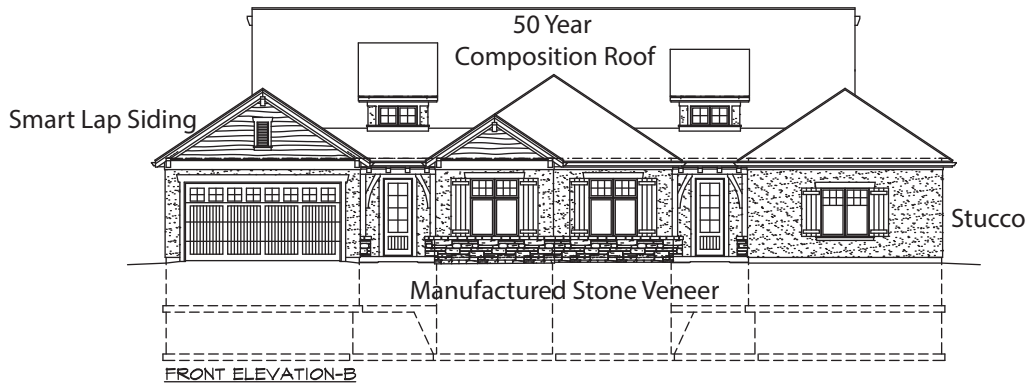 50 Year
Composition Roof
Smart Lap Siding
Stucco
Manufactured Stone Veneer
FRONT ELEVATION-B